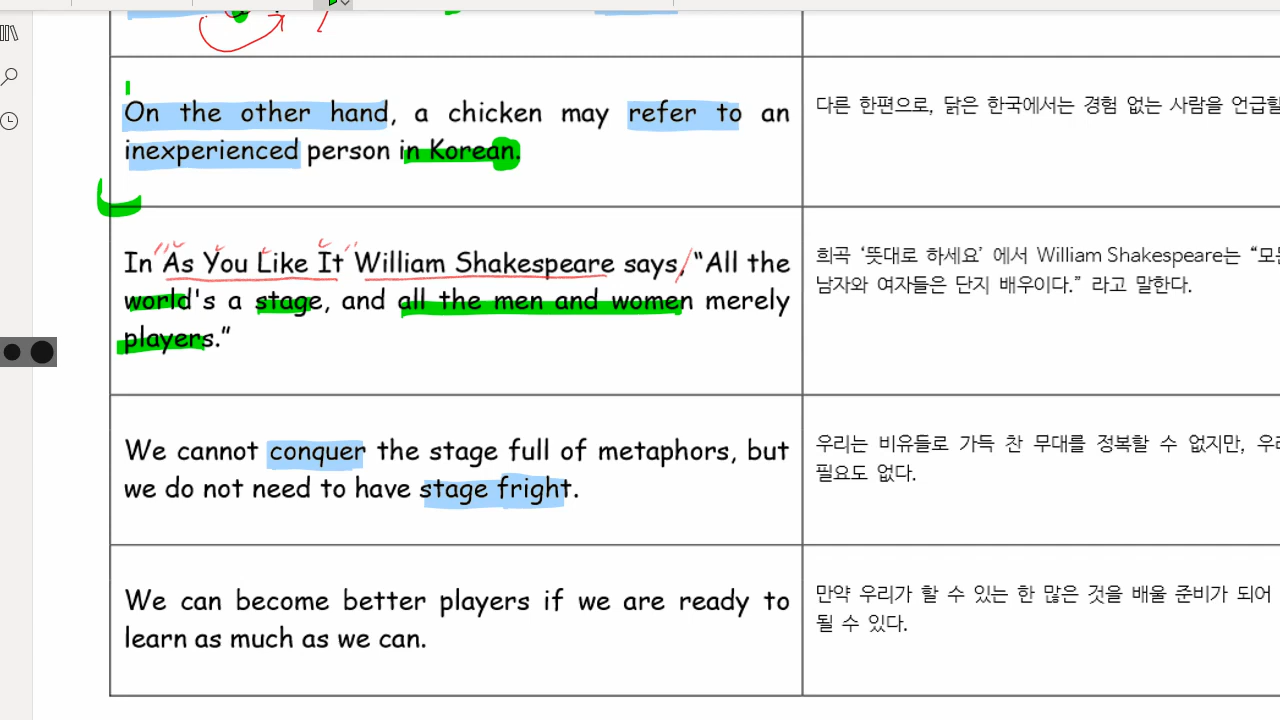 On the other hand, a chicken may refer to an
inexperienced person in Korean.
다른 한편으로, 닭은 한국에서는 경험 없는 사람을 언급할
In As You Like It William Shakespeare says, “All the
world's a stage, and all the men and women merely
players.”
희곡 ‘뜻대로 하세요’ 에서 William Shakespeare는 “모든
남자와 여자들은 단지 배우이다.” 라고 말한다.
We cannot conquer the stage full of metaphors, but
we do not need to have stage fright.
우리는 비유들로 가득 찬 무대를 정복할 수 없지만,
필요도 없다.
We can become better players if we are ready to
learn as much as we can.
만약 우리가 할 수 있는 한 많은 것을 배울 준비가 되어
될 수 있다.